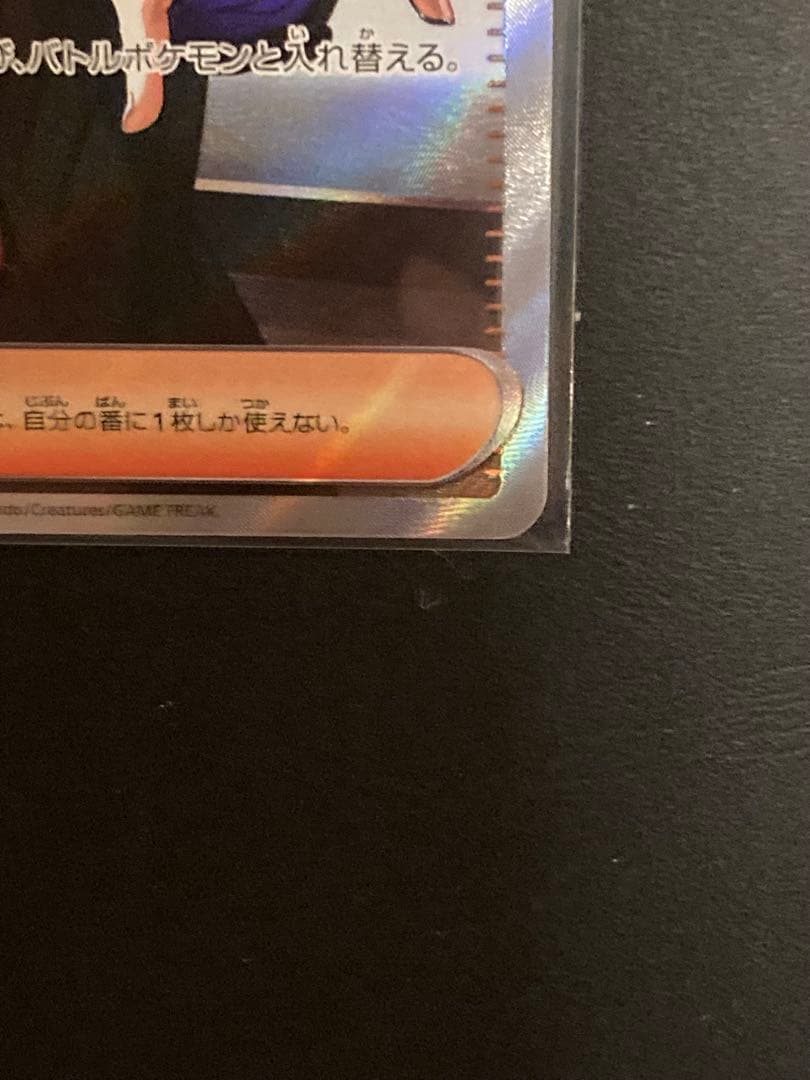 、バトルポケモンと入れ替える。
、自分の番に1枚しか使えない。
/Creatures/GAME FREAK.